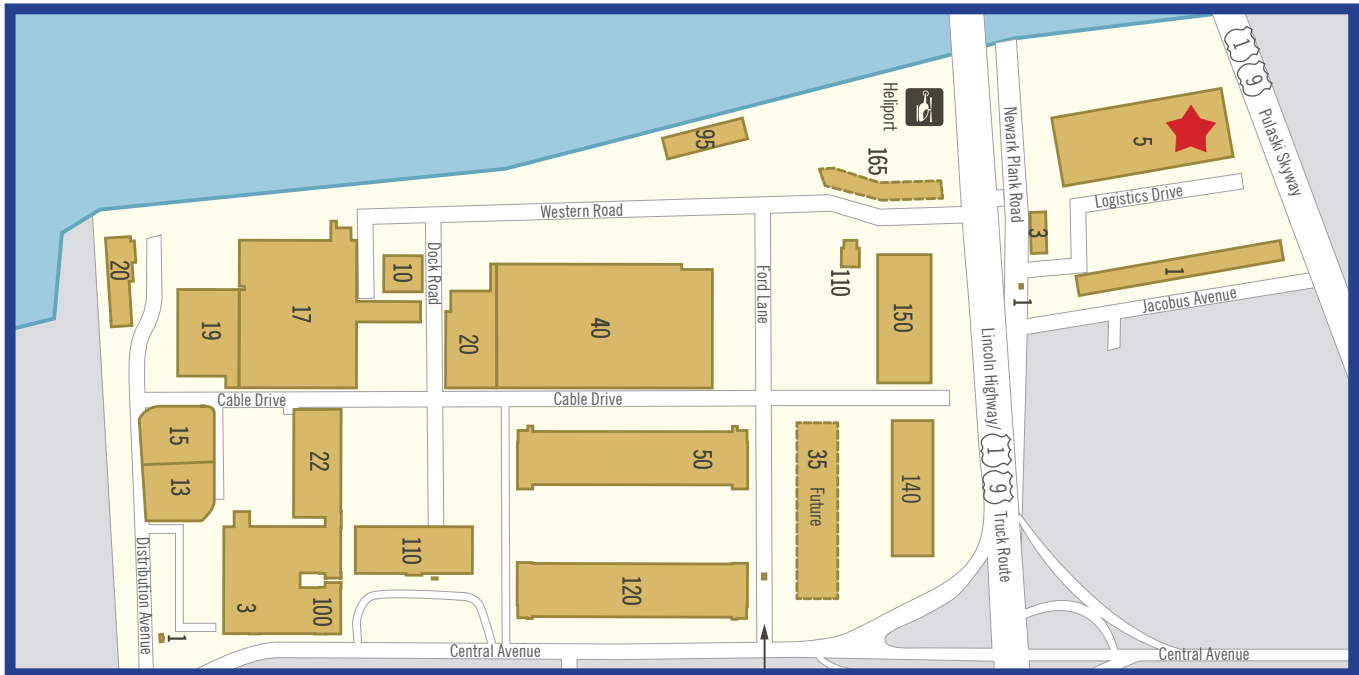 1
9
Pulaski Skyway
Heliport
Newark Plank Road
5
95
165
Logistics Drive
Western Road
3
20
10
Dock Road
Ford Lane
110
1
1
Jacobus Avenue
17
19
20
40
150
Lincoln Highway/
1
9
Truck Route
Cable Drive
Cable Drive
15
13
22
50
35
Future
140
110
120
Distribution Avenue
3
100
1
Central Avenue
Central Avenue